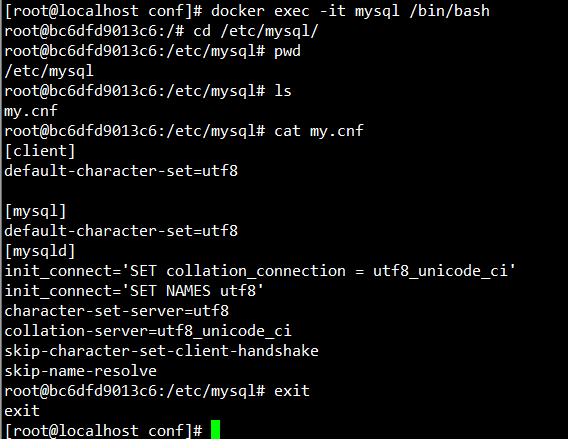 [root@localhost conf]# docker exec -it mysql /bin/bash
root@bc6dfd9013c6:/# cd /etc/mysql/
root@bc6dfd9013c6:/etc/mysql# pwd
/etc/mysql
root@bc6dfd9013c6:/etc/mysql# ls
my.cnf
root@bc6dfd9013c6:/etc/mysql# cat my.cnf
[client]
default-character-set=utf8
[mysql]
default-character-set=utf8
[mysqld]
init_connect='SET collation_connection = utf8_unicode_ci'
init_connect='SET NAMES utf8'
character-set-server=utf8
collation-server=utf8_unicode_ci
skip-character-set-client-handshake
skip-name-resolve
root@bc6dfd9013c6:/etc/mysql# exit
exit
[root@localhost conf]#